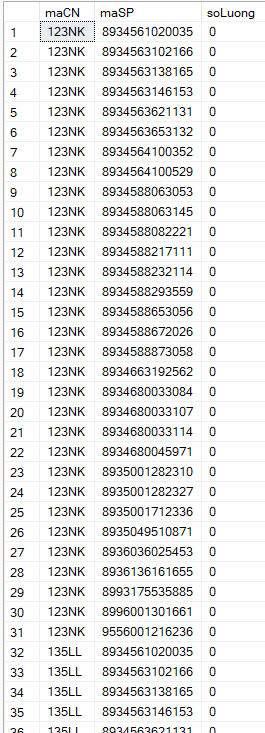 maCN maSP soLuong
1 123NK 8934561020035 0
2 123NK 8934563102166 0
3 123NK 8934563138165 0
4 123NK 8934563146153 0
5 123NK 8934563621131 0
6 123NK 8934563653132 0
7 123NK 8934564100352 0
8 123NK 8934564100529 0
9 123NK 8934588063053 0
10 123NK 8934588063145 0
11 123NK 8934588082221 0
12 123NK 8934588217111 0
13 123NK 8934588232114 0
14 123NK 8934588293559 0
15 123NK 8934588653056 0
16 123NK 8934588672026 0
17 123NK 8934588873058 0
18 123NK 8934663192562 0
19 123NK 8934680033084 0
20 123NK 8934680033107 0
21 123NK 8934680033114 0
22 123NK 8934680045971 0
23 123NK 8935001282310 0
24 123NK 8935001282327 0
25 123NK 8935001712336 0
26 123NK 8935049510871 0
27 123NK 8936036025453 0
28 123NK 8936136161655 0
29 123NK 8993175535885 0
30 123NK 8996001301661 0
31 123NK 9556001216236 0
32 135LL 8934561020035 0
33 135LL 8934563102166 0
34 135LL 8934563138165 0
35 135LL 8934563146153 0
36 135LL 8934563621131 0